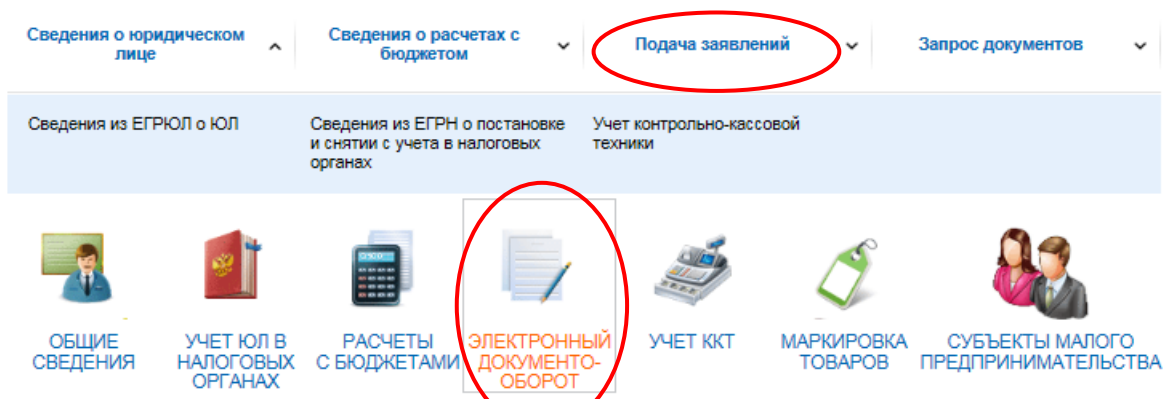 Сведения о юридическом
лице
Сведения о расчетах с
бюджетом
Подача заявлений
Запрос документов
Сведения из ЕГРЮЛ о ЮЛ
Сведения из ЕГРН о постановке
и снятии с учета в налоговых
органах
Учет контрольно-кассовой
техники
ОБЩИЕ
СВЕДЕНИЯ
УЧЕТ ЮЛ В
НАЛОГОВЫХ
ОРГАНАХ
РАСЧЕТЫ
С БЮДЖЕТАМИ
ЭЛЕКТРОННЫЙ
ДОКУМЕНТО-
ОБОРОТ
УЧЕТ ККТ
МАРКИРОВКА
ТОВАРОВ
СУБЪЕКТЫ МАЛОГО
ПРЕДПРИНИМАТЕЛЬСТВА